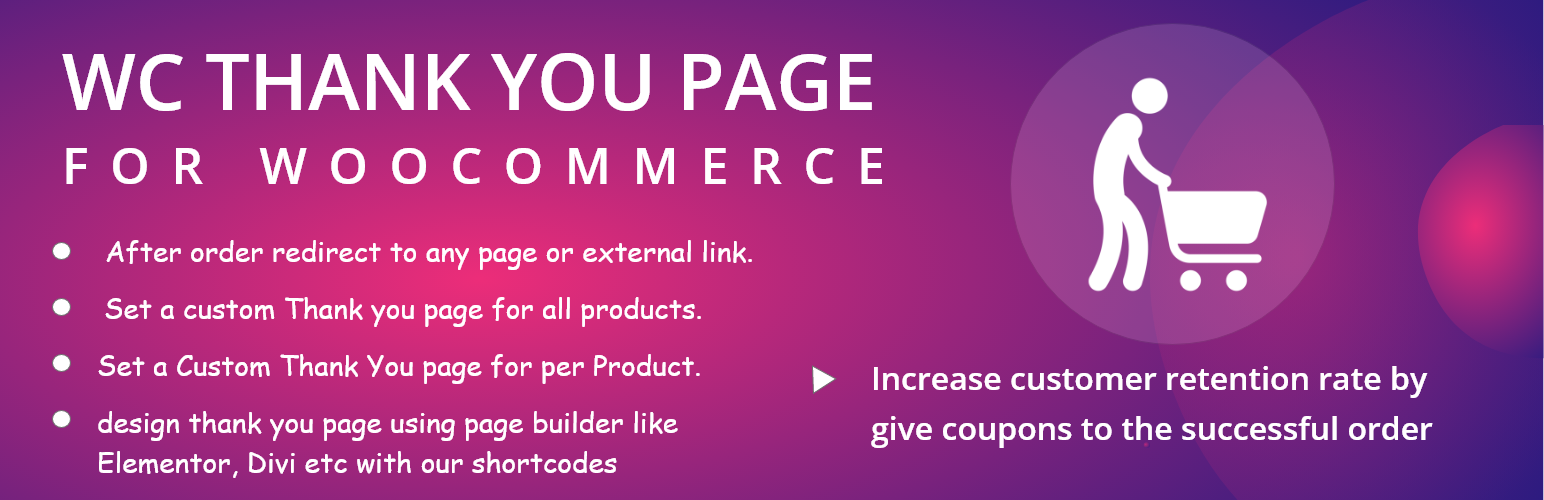 WC THANK YOU PAGE
FOR WOOCOMMERCE
After order redirect to any page or external link.
Set a custom Thank you page for all products.
Set a Custom Thank You page for per Product.
design thank you page using page builder like
Elementor, Divi etc with our shortcodes
Increase customer retention rate by
give coupons to the successful order